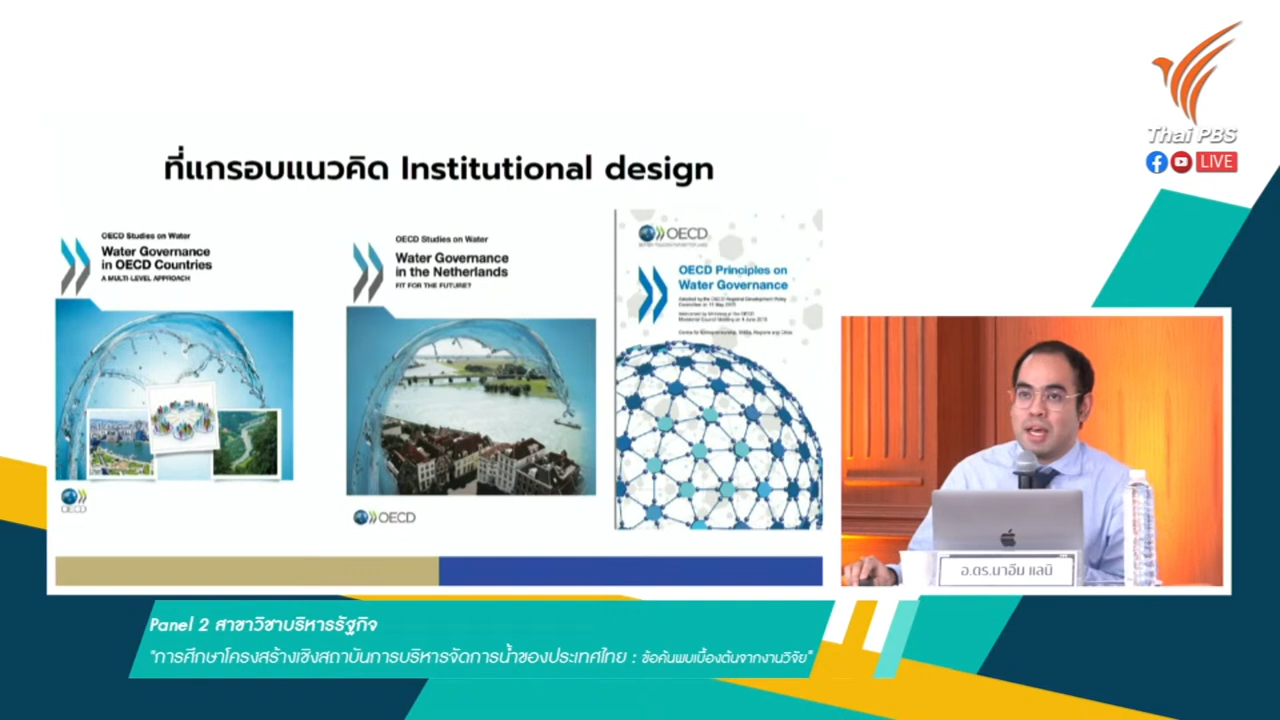 Thai PBS
LIVE
ที่แกรอบแนวคิด Institutional design
OECD Studies on Water
Water Governance
in OECD Countries
A MULTI-LEVEL APPROACH
OECD
OECD Studies on Water
Water Governance
in the Netherlands
FIT FOR THE FUTURE?
OECD
OECD
OECD Principles on
Water Governance
Centre for Entrepreneurship, SMEs, Regions and Cities
อ.ดร.นาอีม แลนิ
Panel 2 สาขาวิชาบริหารรัฐกิจ
"การศึกษาโครงสร้างเชิงสถาบันการบริหารจัดการน้ำของประเทศไทย : ข้อค้นพบเบื้องต้นจากงานวิจัย"